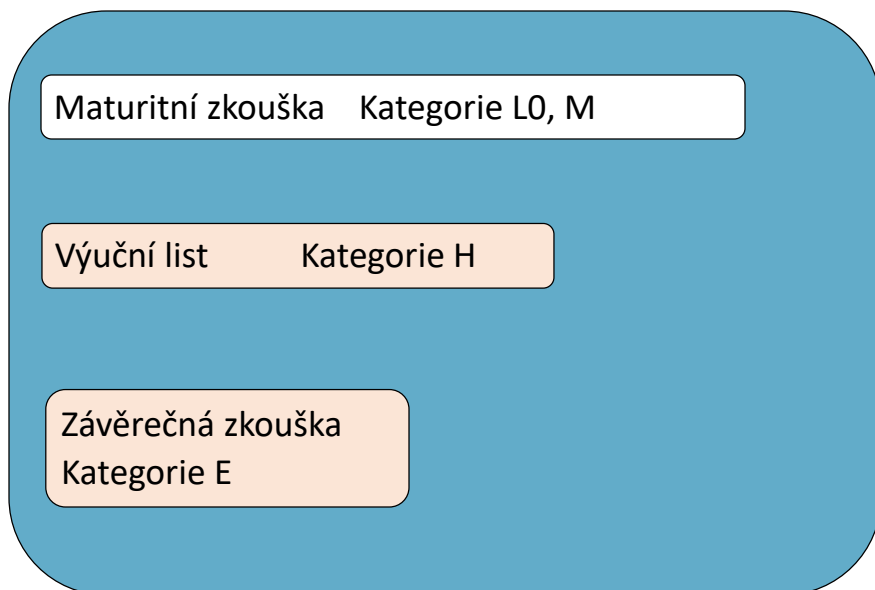 Maturitní zkouška Kategorie L0, M
Výuční list Kategorie H
Závěrečná zkouška
Kategorie E